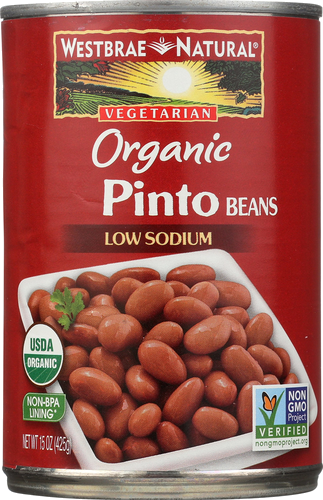 WESTBRAE NATURAL®
VEGETARIAN
Organic
Pinto BEANS
LOW SODIUM
USDA
ORGANIC
NON-BPA
LINING*
NET WT 15 OZ (425g)
NON
GMO
Project
VERIFIED
nongmoproject.org